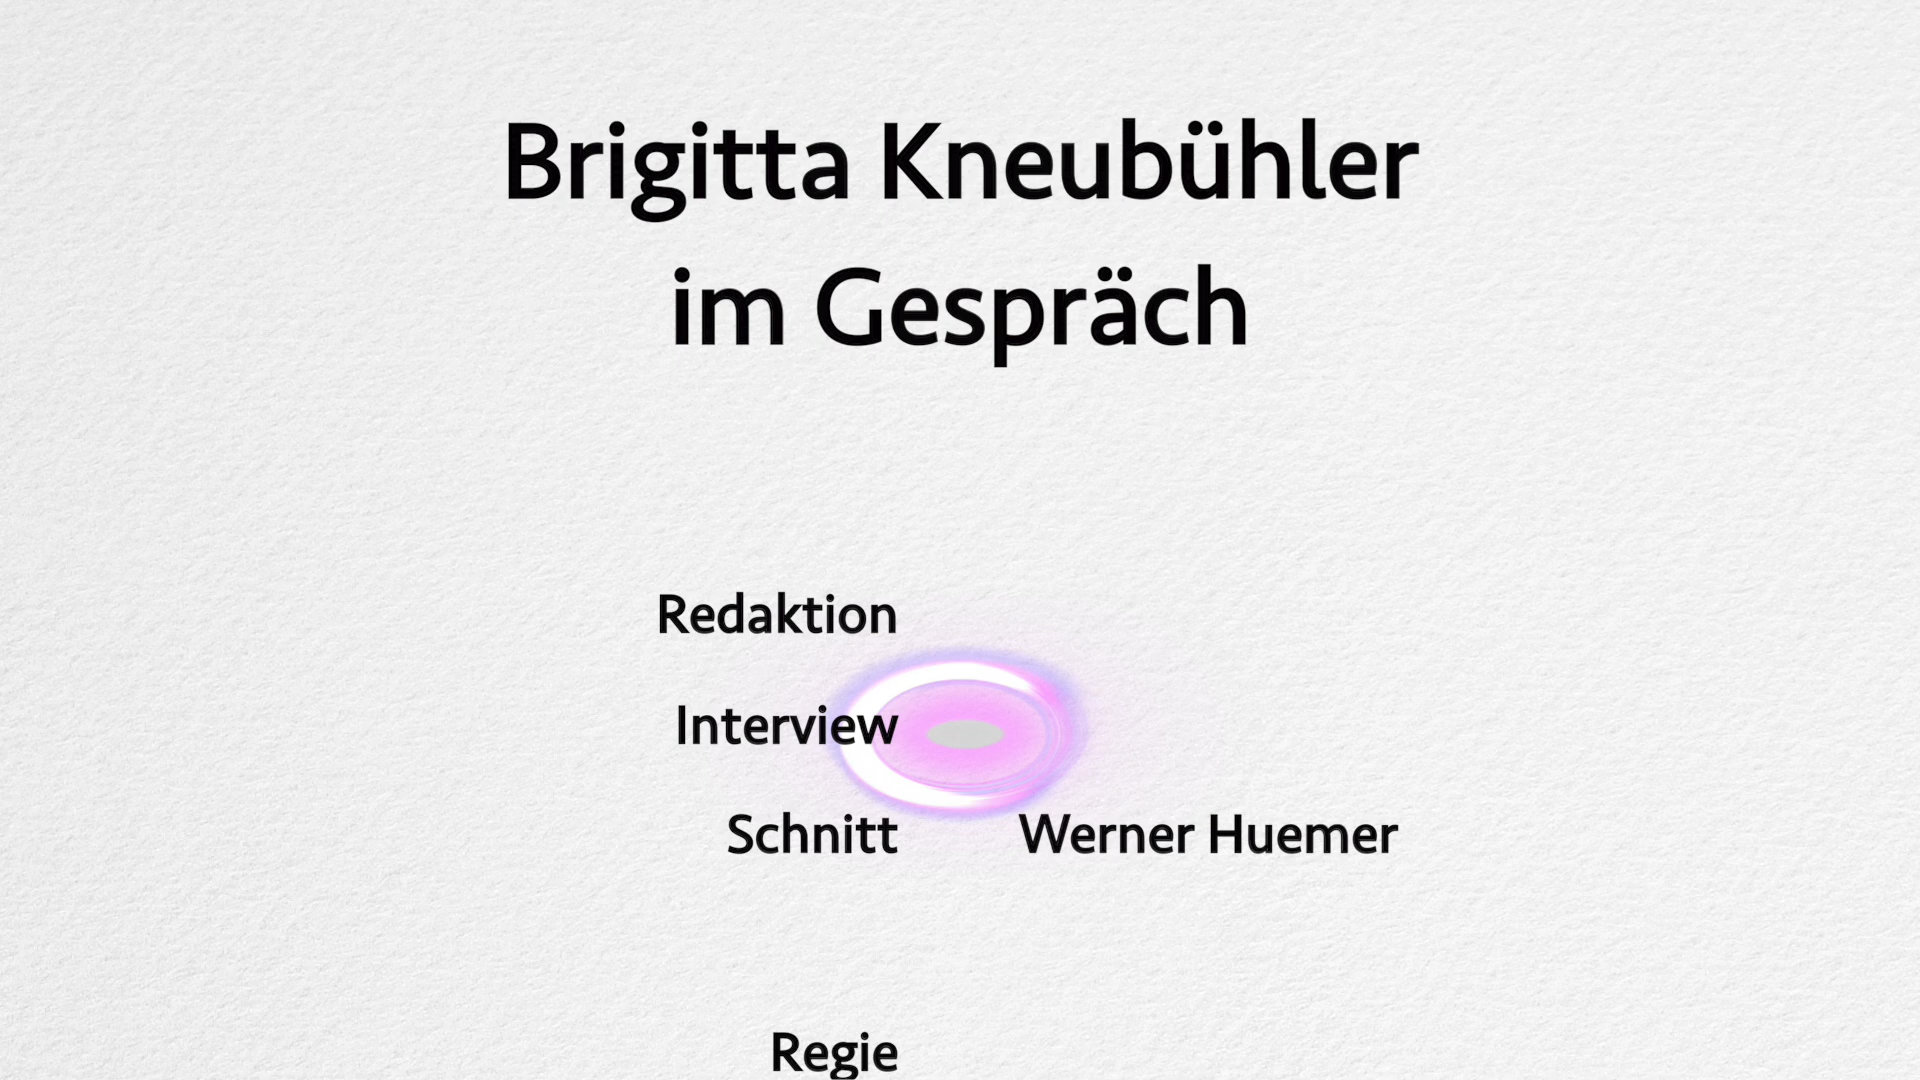 Brigitta Kneubühler
im Gespräch
Redaktion
Interview
Schnitt Werner Huemer
Regie